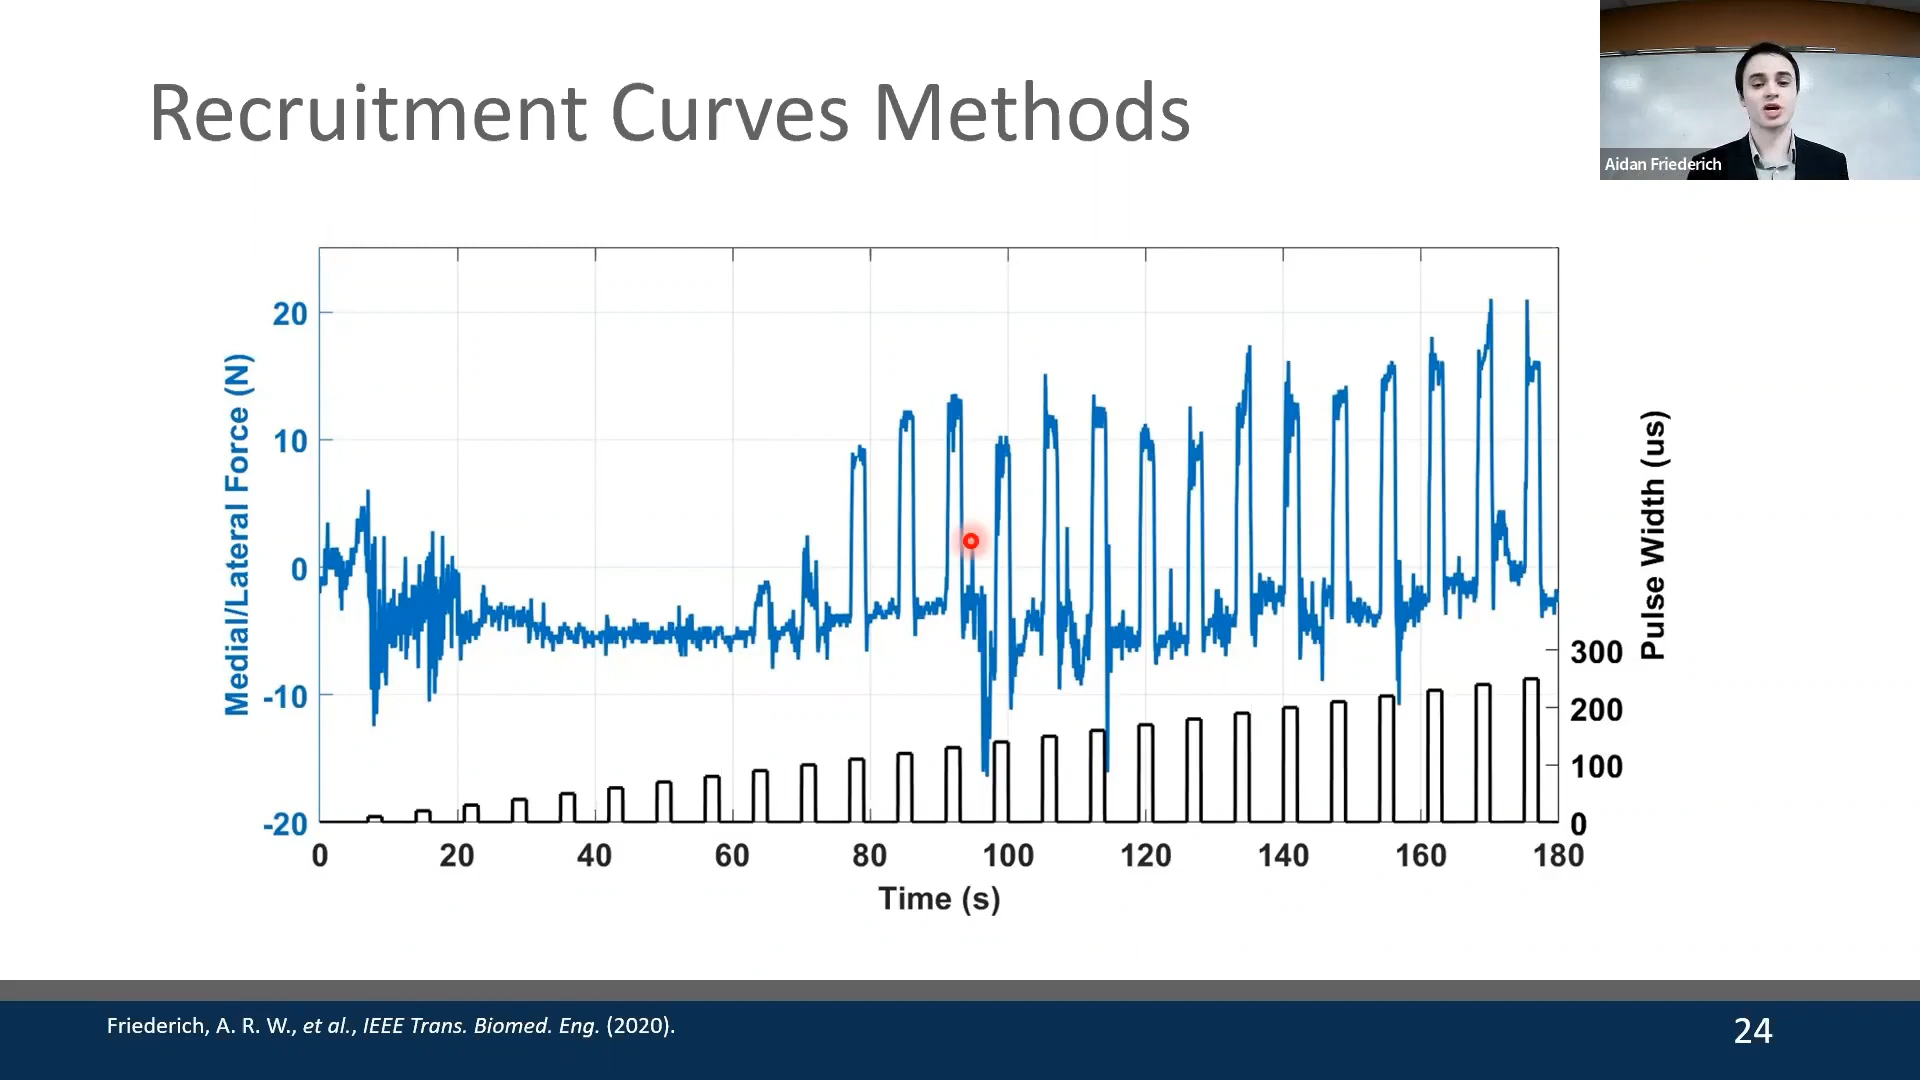 Recruitment Curves Methods
Aidan Friederich
Medial/Lateral Force (N)
20
10
0
-10
-20
0 20 40 60 80 100 120 140 160 180
Time (s)
300
200
100
0
Pulse Width (us)
Friederich, A. R. W., et al., IEEE Trans. Biomed. Eng. (2020).
24